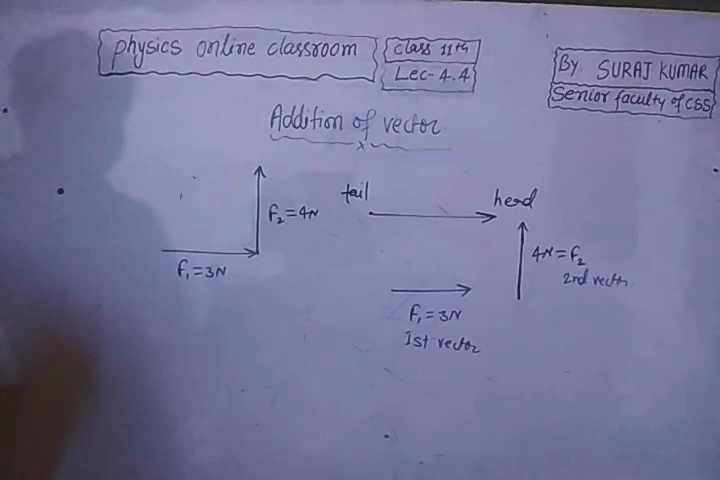 physics online classroom
Class 11th
Lec- 4.4
By SURAJ KUMAR
Senior faculty of CSS
Addition of vector
x
F₂ = 4N
F₁ = 3N
tail
head
4N = F₂
2nd vector
F₁ = 3N
1st vector